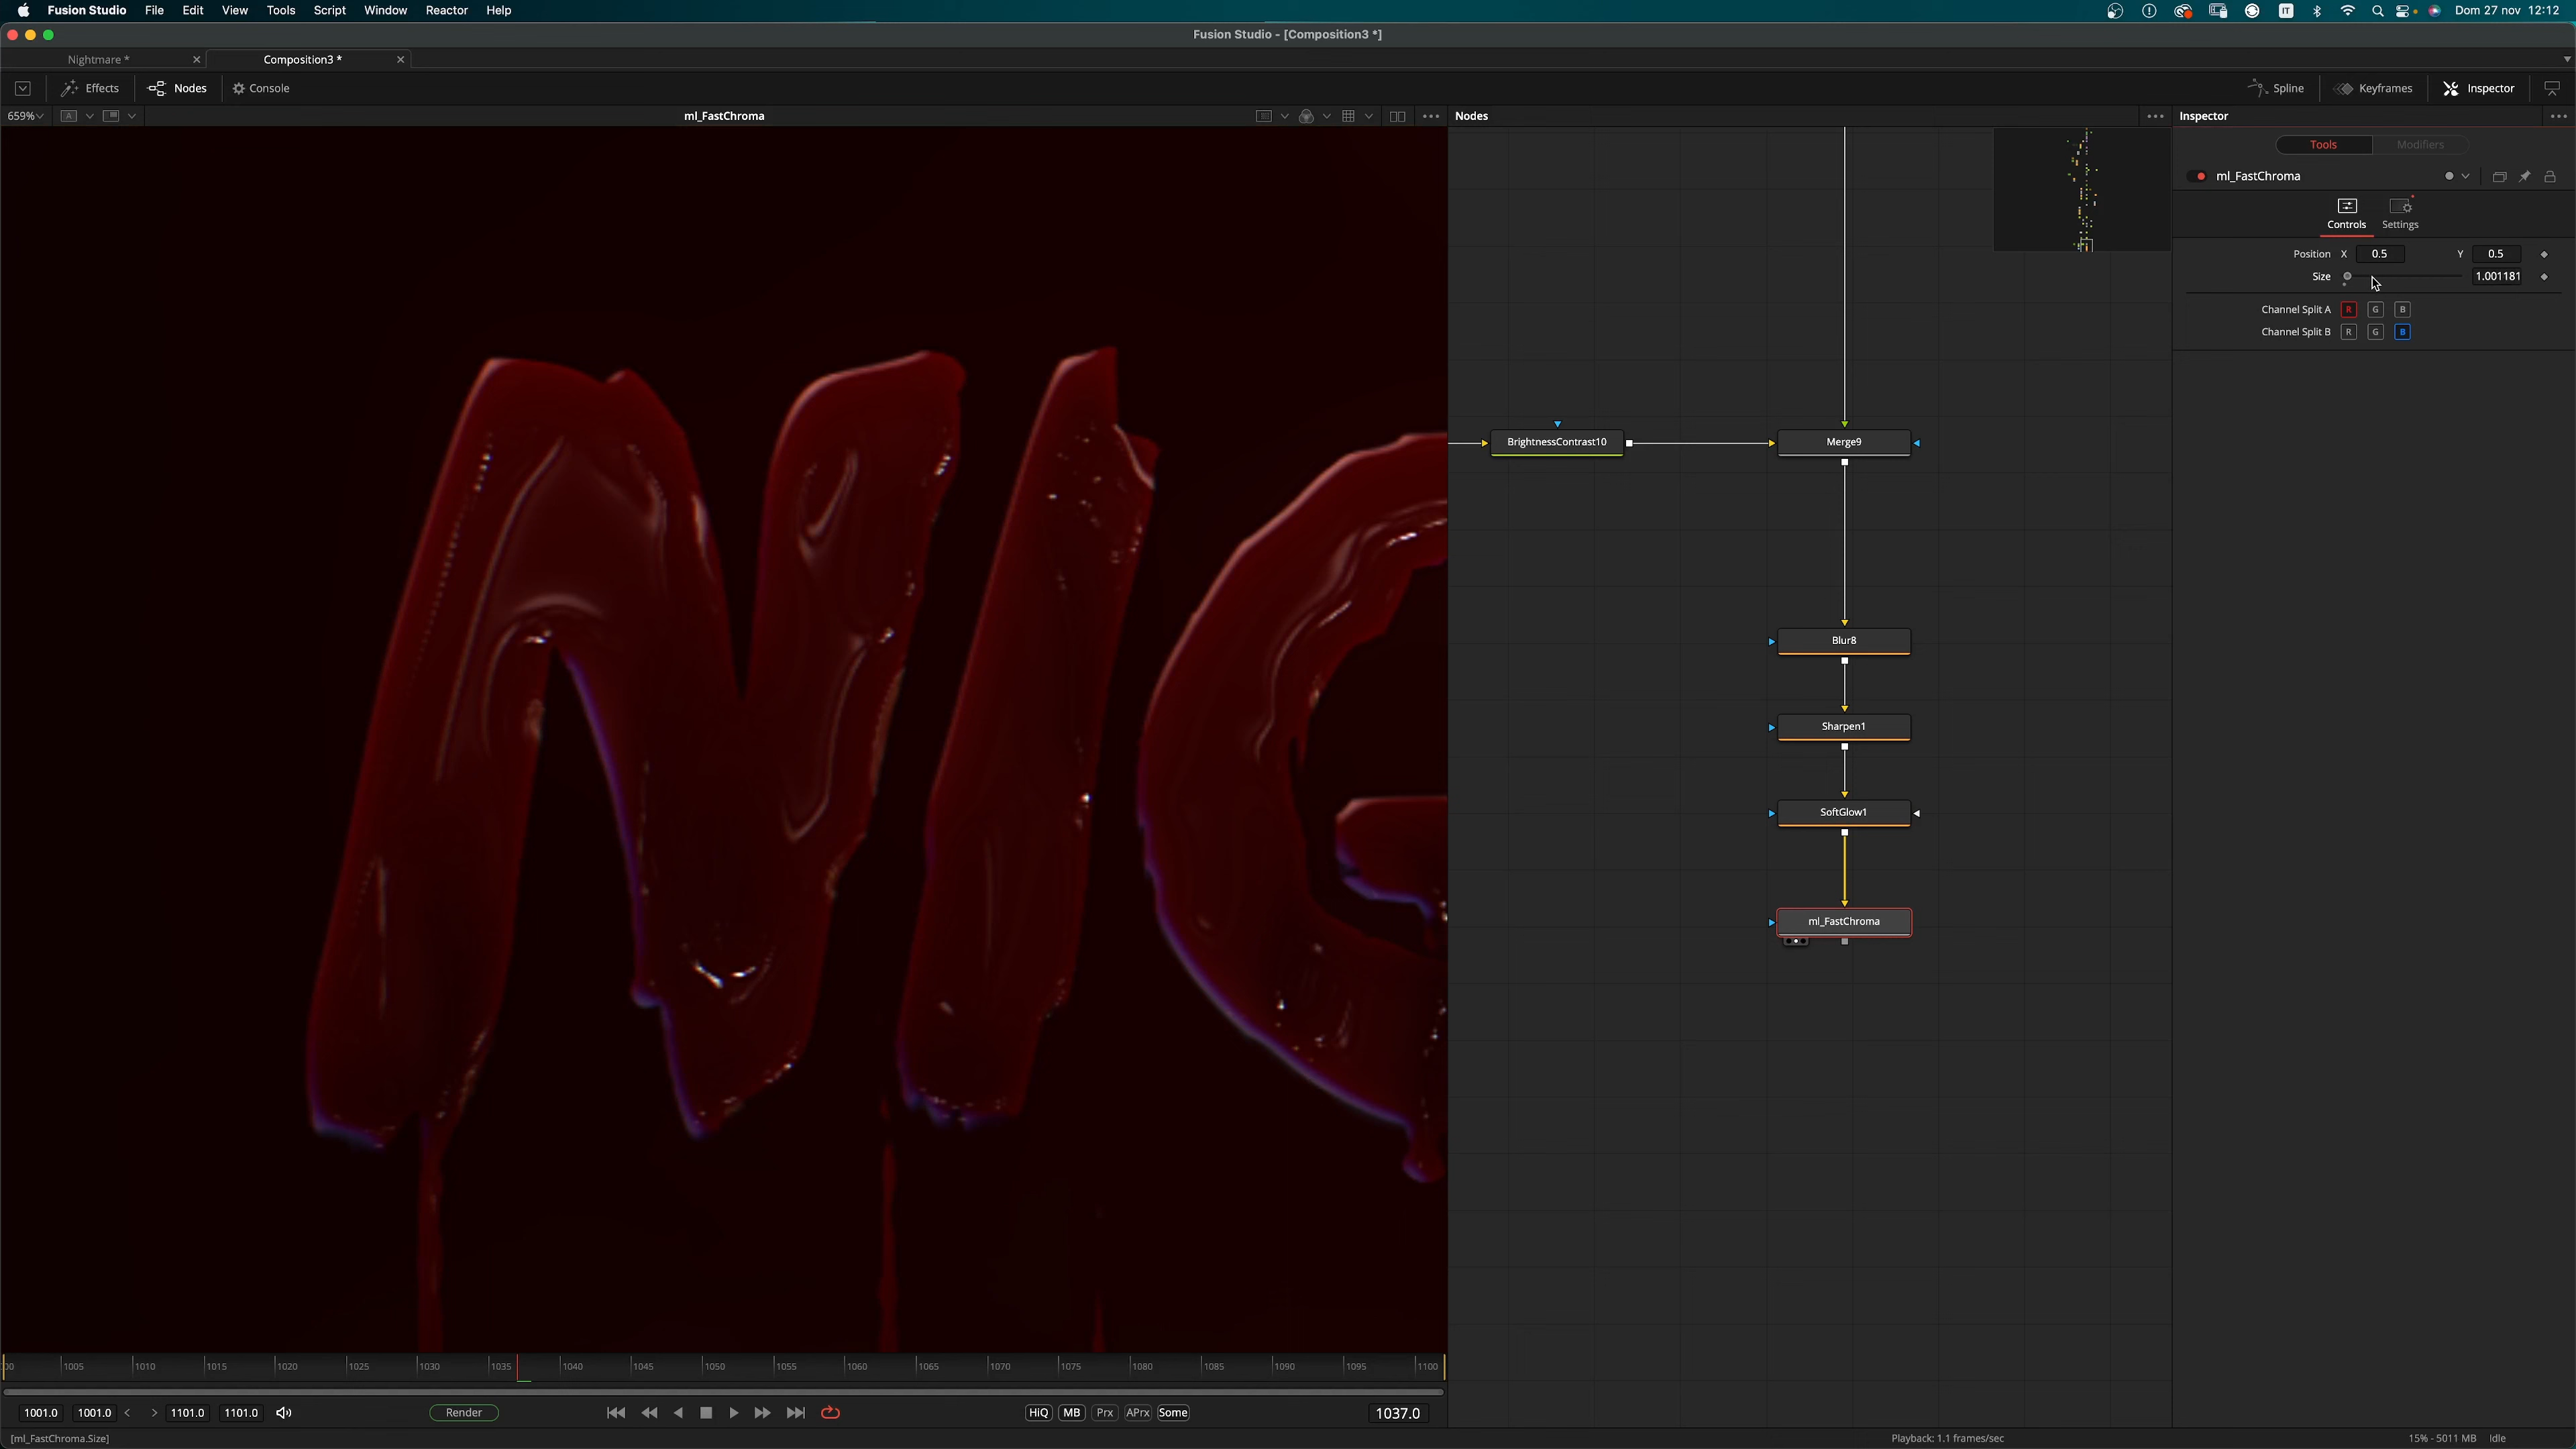 Fusion Studio File Edit View Tools Script Window Reactor Help IT Dom 27 nov 12:12
Fusion Studio - [Composition3 *]
Nightmare * Composition3 *
Effects Nodes Console Spline Keyframes Inspector
659% A ml_FastChroma Nodes Inspector
Tools Modifiers
ml_FastChroma
Controls Settings
Position X 0.5 Y 0.5
Size 1.001181
Channel Split A R G B
Channel Split B R G B
BrightnessContrast10 Merge9
Blur8
Sharpen1
SoftGlow1
ml_FastChroma
NIG
00 1005 1010 1015 1020 1025 1030 1035 1040 1045 1050 1055 1060 1065 1070 1075 1080 1085 1090 1095 1100
1001.0 1001.0 < > 1101.0 1101.0 Render HiQ MB Prx APrx Some 1037.0
[ml_FastChroma.Size] Playback: 1.1 frames/sec 15% - 5011 MB Idle